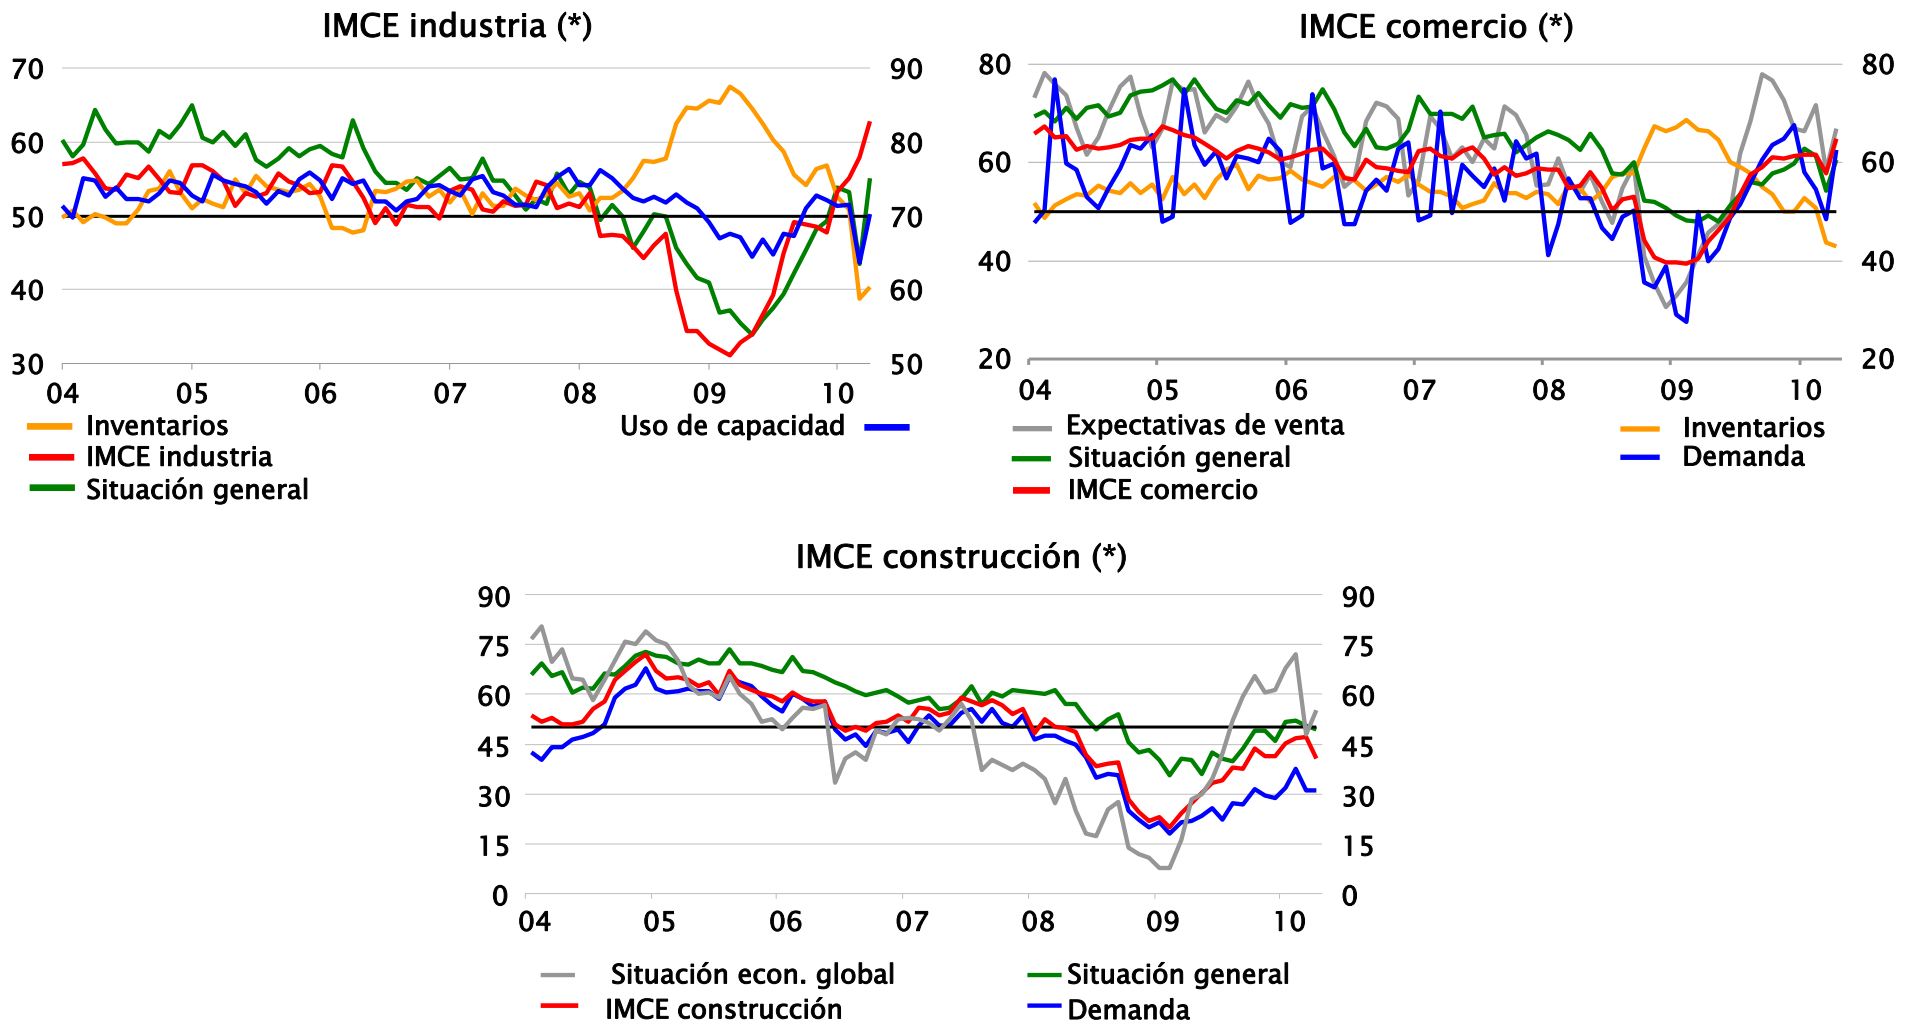 IMCE industria (*)
70 90
60 80
50 70
40 60
30 50
04 05 06 07 08 09 10
Inventarios
Uso de capacidad
IMCE industria
Situación general
IMCE comercio (*)
80 80
60 60
40 40
20 20
04 05 06 07 08 09 10
Expectativas de venta
Inventarios
Situación general
Demanda
IMCE comercio
IMCE construcción (*)
90 90
75 75
60 60
45 45
30 30
15 15
0 0
04 05 06 07 08 09 10
Situación econ. global
Situación general
IMCE construcción
Demanda